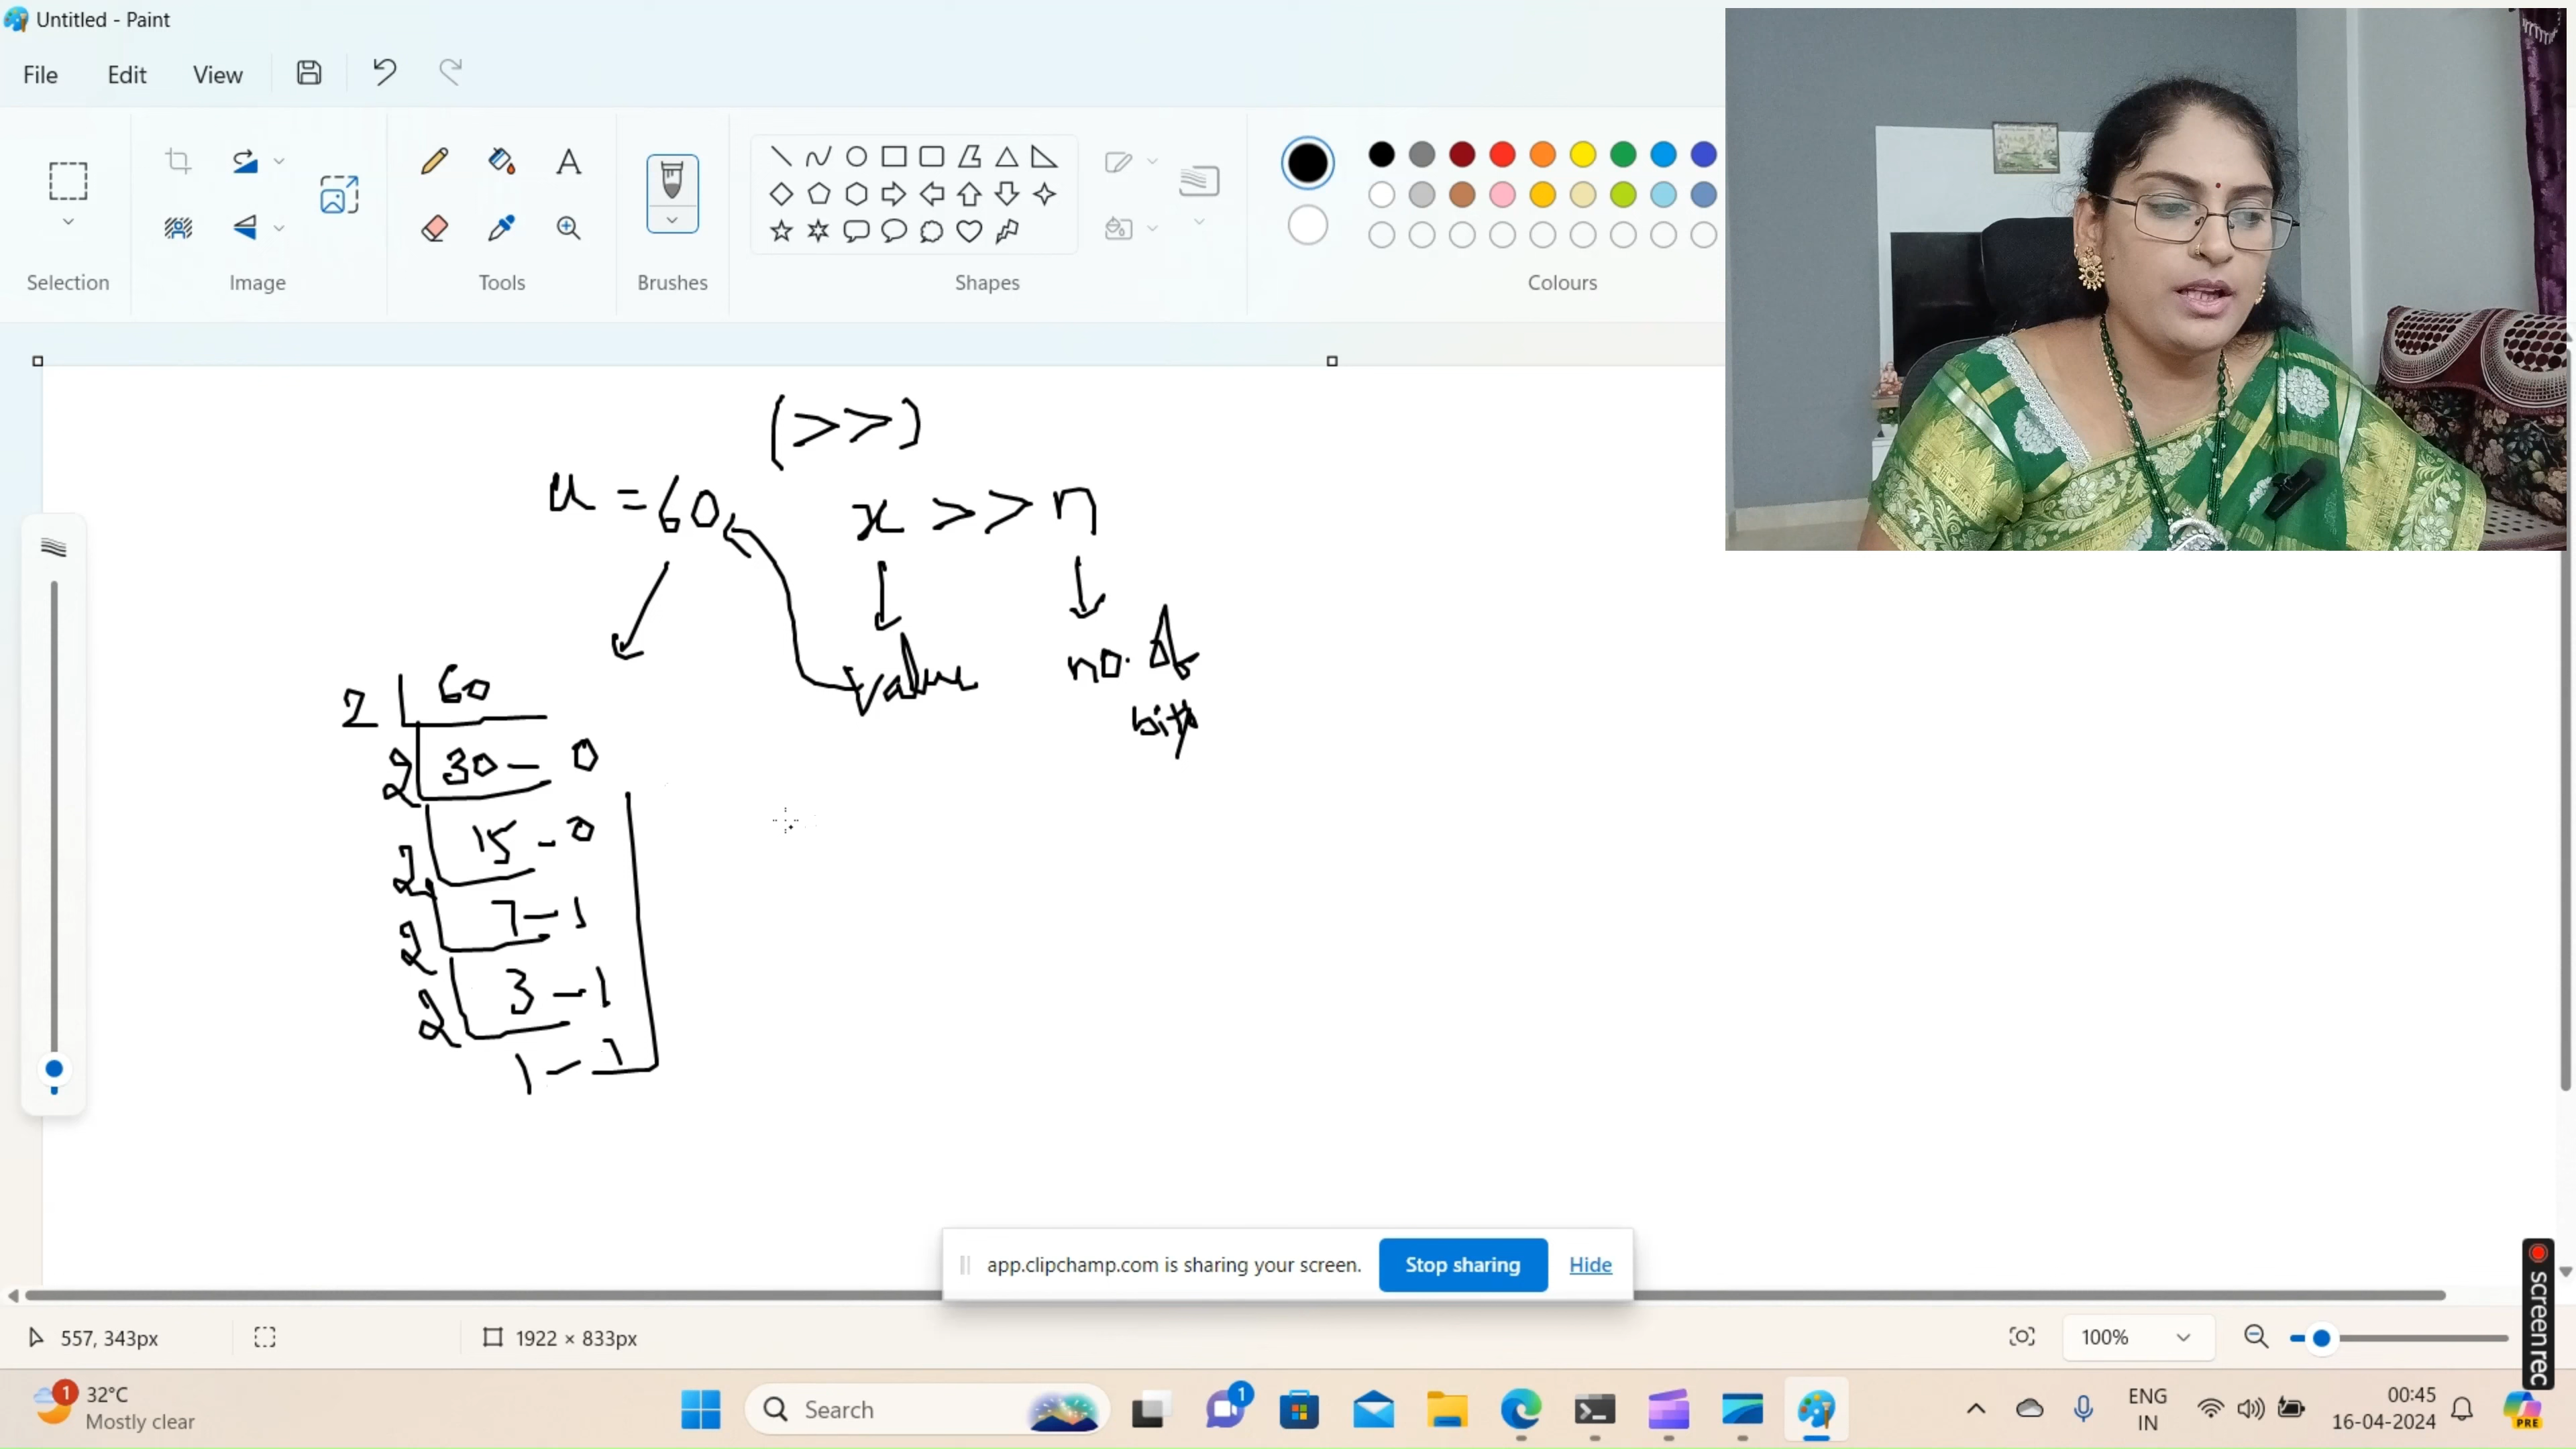 Untitled - Paint
File Edit View
Selection Image Tools Brushes Shapes Colours
(>>)
= 60
x >> n
value
no. of
bits
2 60
2 30 - 0
2 15 - 0
2 7 - 1
2 3 - 1
1 - 1
app.clipchamp.com is sharing your screen. Stop sharing Hide
557, 343px 1922 × 833px 100%
screenrec
1 32°C
Mostly clear
Search
1
ENG
IN
00:45
16-04-2024
PRE